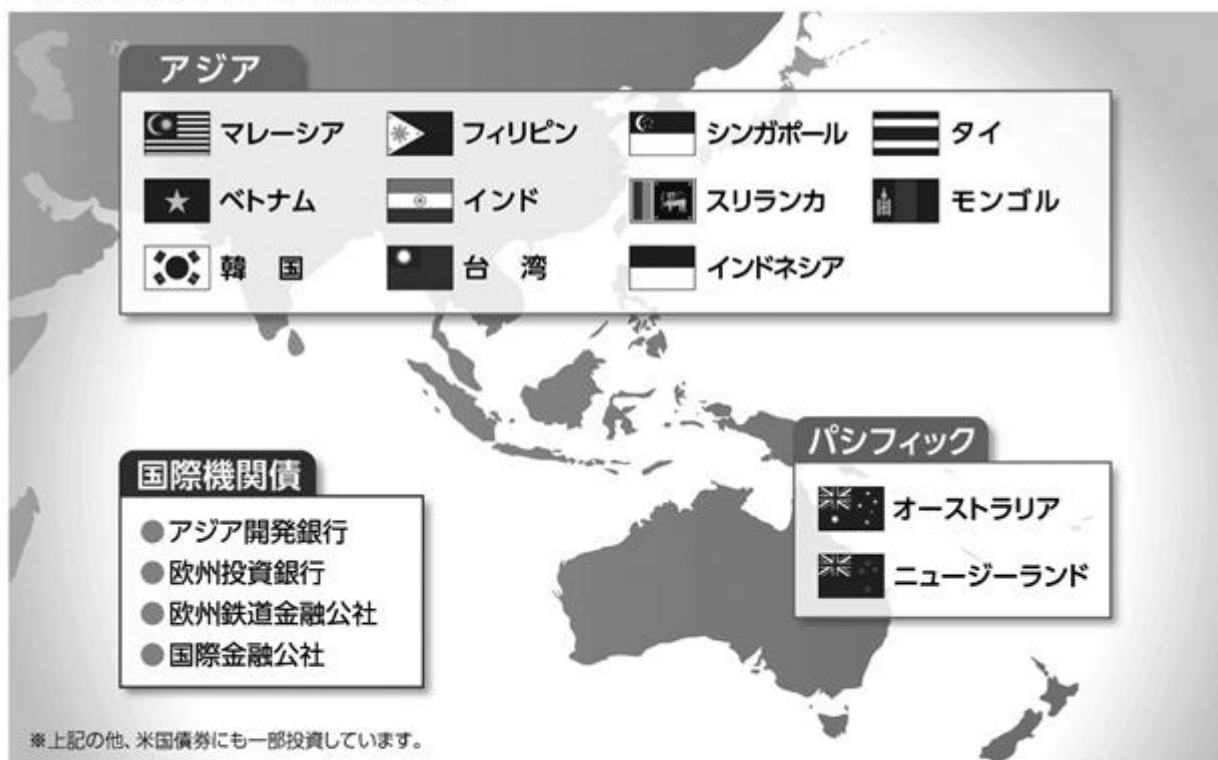 アジア
マレーシア フィリピン シンガポール タイ
ベトナム インド スリランカ モンゴル
韓国 台湾 インドネシア
パシフィック
オーストラリア
ニュージーランド
国際機関債
●アジア開発銀行
●欧州投資銀行
●欧州鉄道金融公社
●国際金融公社
※上記の他、米国債券にも一部投資しています。